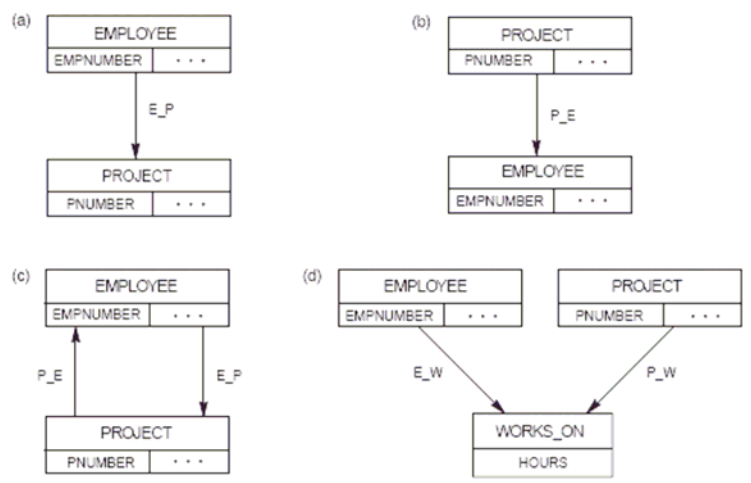 (a)
EMPLOYEE
EMPNUMBER ...
E_P
PROJECT
PNUMBER ...
(b)
PROJECT
PNUMBER ...
P_E
EMPLOYEE
EMPNUMBER ...
(c)
EMPLOYEE
EMPNUMBER ...
P_E E_P
PROJECT
PNUMBER ...
(d)
EMPLOYEE PROJECT
EMPNUMBER ... PNUMBER ...
E_W P_W
WORKS_ON
HOURS